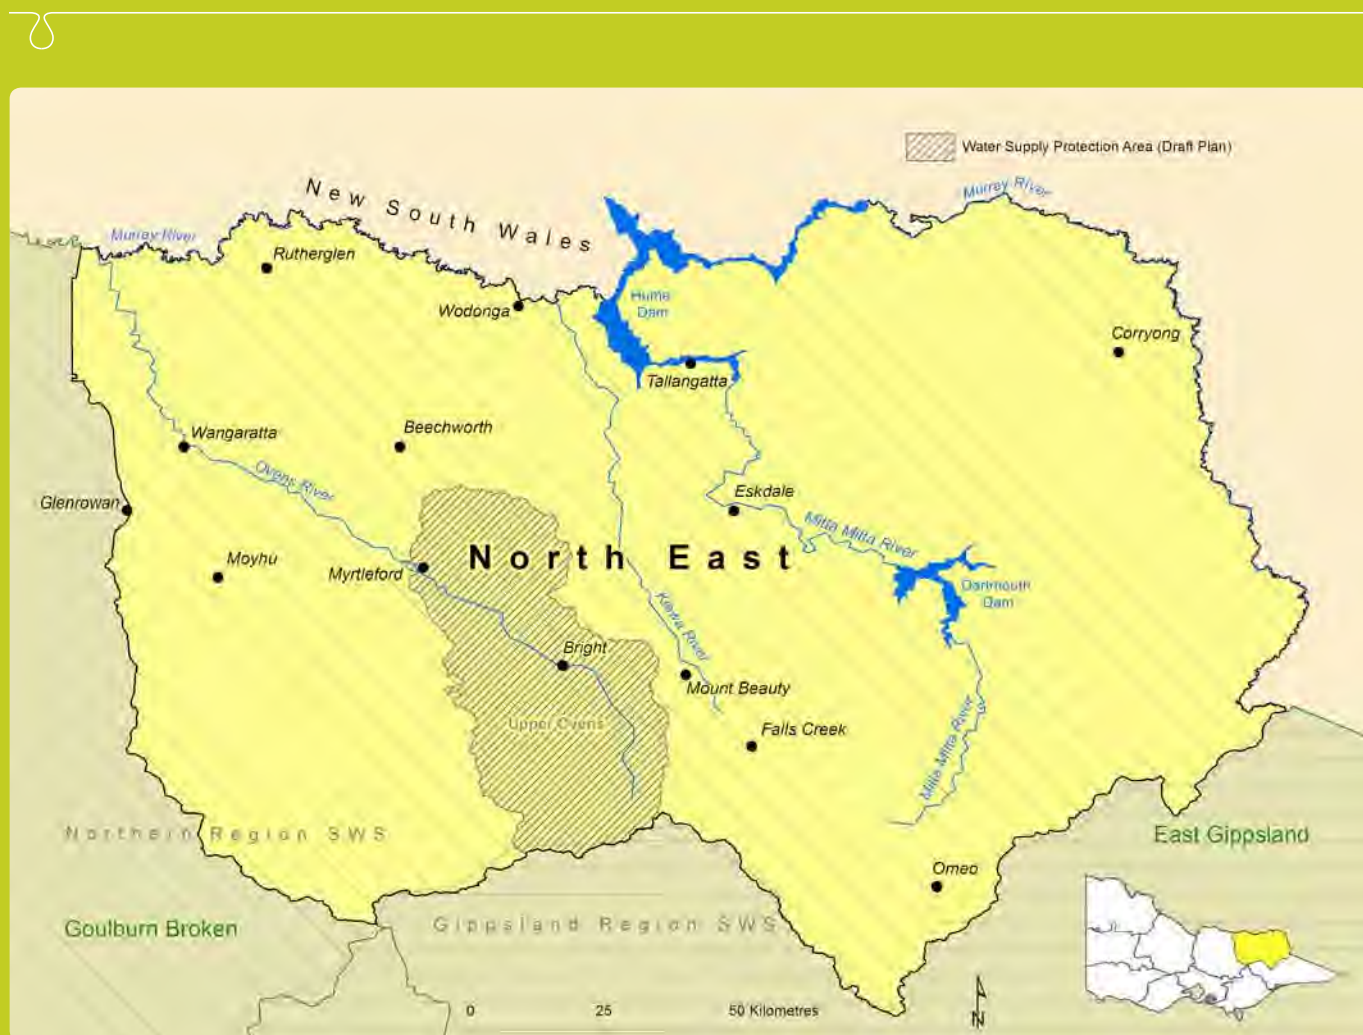 Water Supply Protection Area (Draft Plan)
Murray River
New South Wales
Murray River
Rutherglen
Hume
Dam
Wodonga
Corryong
Tallangatta
Wangaratta
Beechworth
Ovens River
Eskdale
Glenrowan
Mitta Mitta River
North East
Moyhu
Myrtleford
Dartmouth
Dam
Kiewa River
Bright
Mount Beauty
Upper Ovens
Falls Creek
Mitta Mitta River
Northern Region SWS
East Gippsland
Omeo
Goulburn Broken
Gippsland Region SWS
0 25 50 Kilometres
N